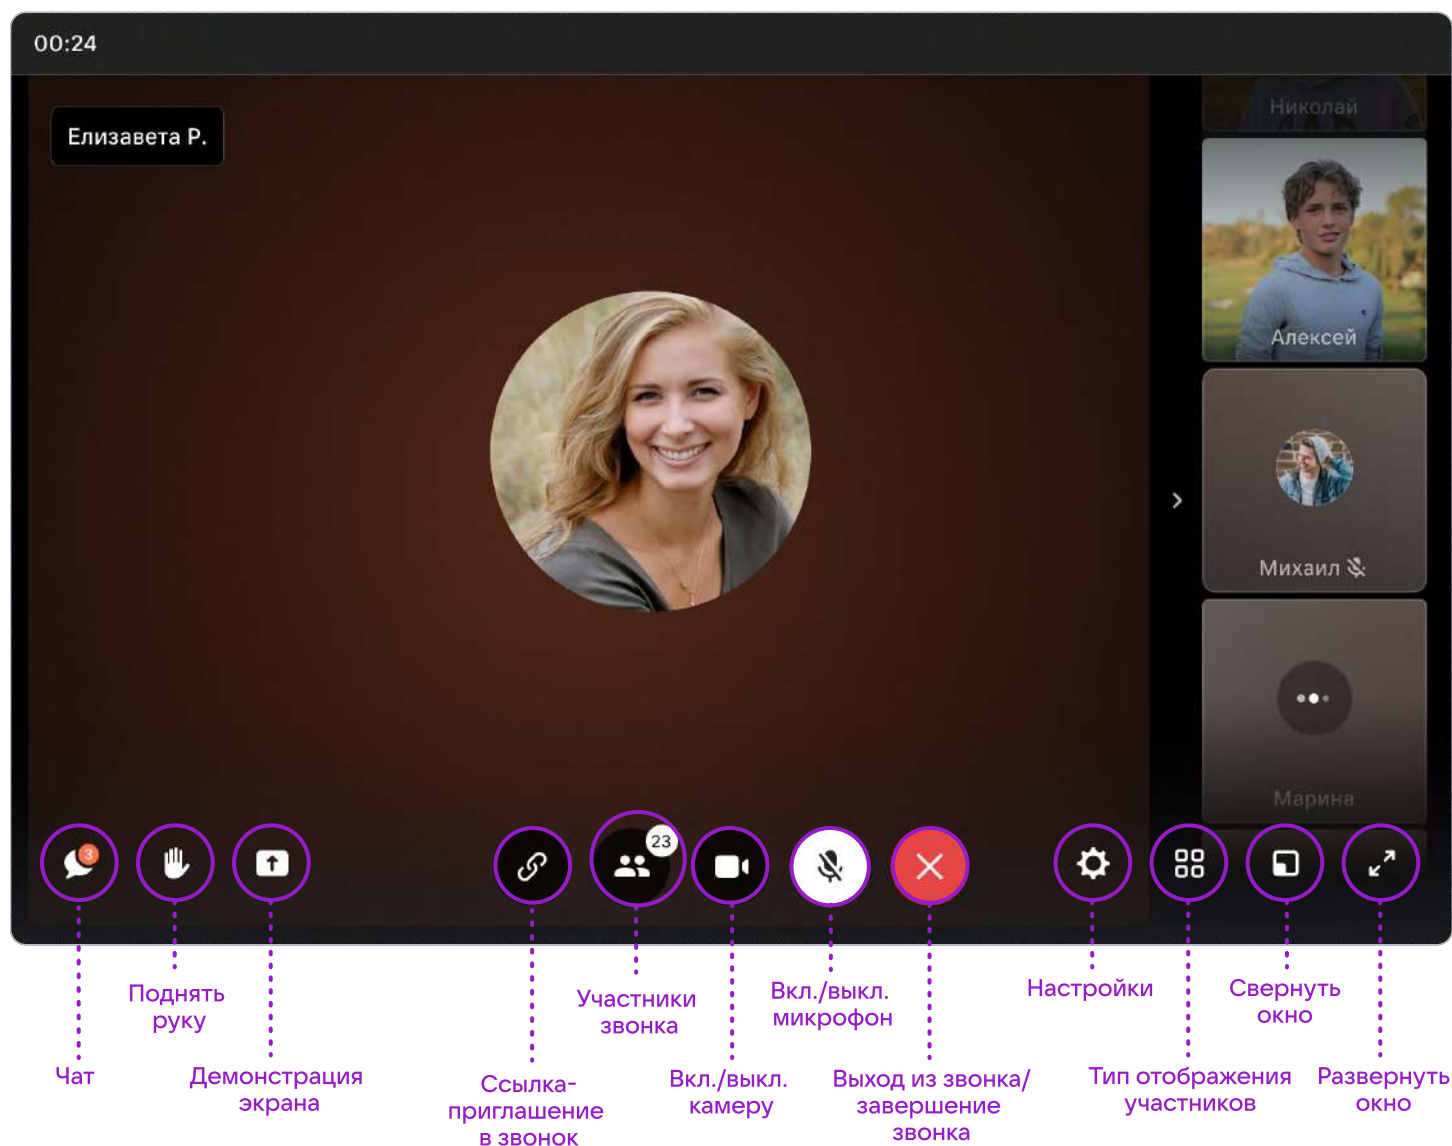 00:24
Елизавета Р.
Николай
Алексей
Михаил
Марина
3
23
Поднять
руку
Участники
звонка
Вкл./выкл.
микрофон
Настройки
Свернуть
окно
Чат
Демонстрация
экрана
Ссылка-
приглашение
в звонок
Вкл./выкл.
камеру
Выход из звонка/
завершение
звонка
Тип отображения
участников
Развернуть
окно